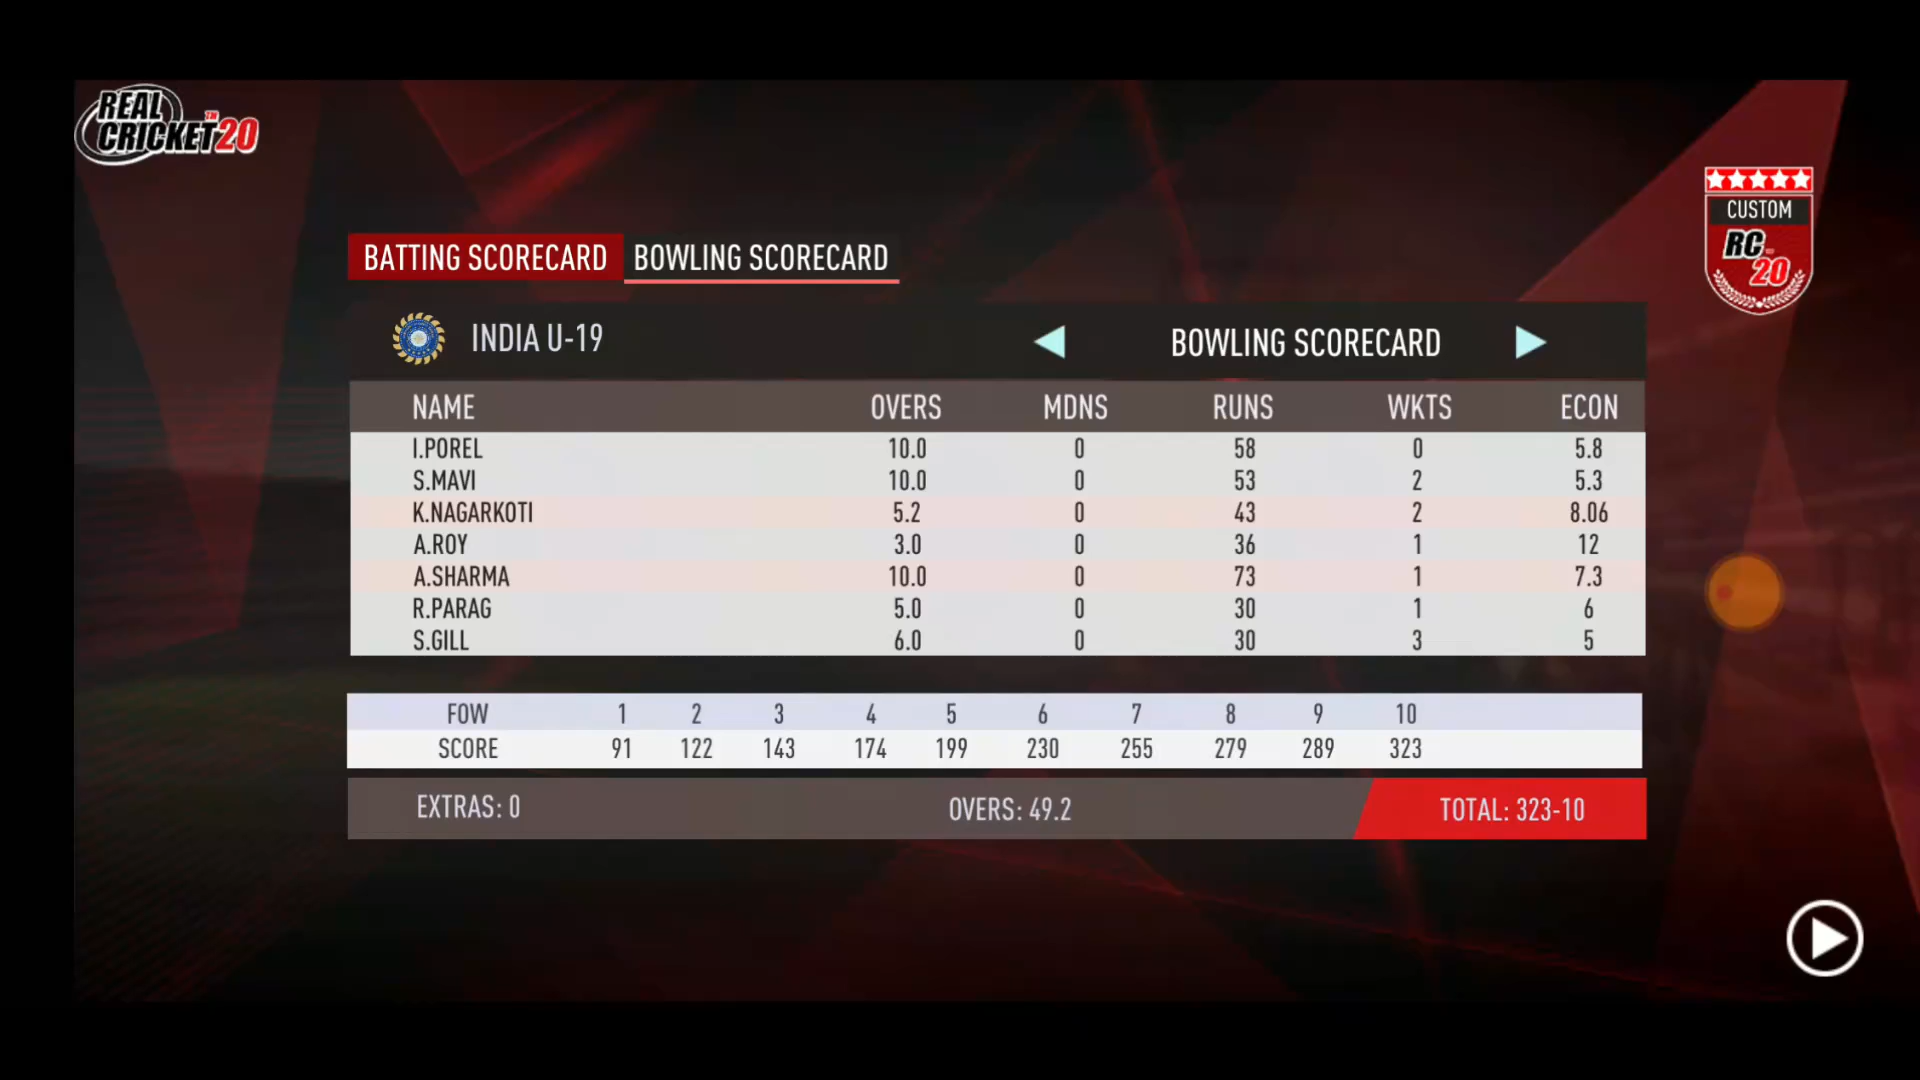 REAL
CRICKET™20
CUSTOM
RC™
20
BATTING SCORECARD BOWLING SCORECARD
INDIA U-19 BOWLING SCORECARD
NAME OVERS MDNS RUNS WKTS ECON
I.POREL 10.0 0 58 0 5.8
S.MAVI 10.0 0 53 2 5.3
K.NAGARKOTI 5.2 0 43 2 8.06
A.ROY 3.0 0 36 1 12
A.SHARMA 10.0 0 73 1 7.3
R.PARAG 5.0 0 30 1 6
S.GILL 6.0 0 30 3 5
FOW 1 2 3 4 5 6 7 8 9 10
SCORE 91 122 143 174 199 230 255 279 289 323
EXTRAS: 0 OVERS: 49.2 TOTAL: 323-10